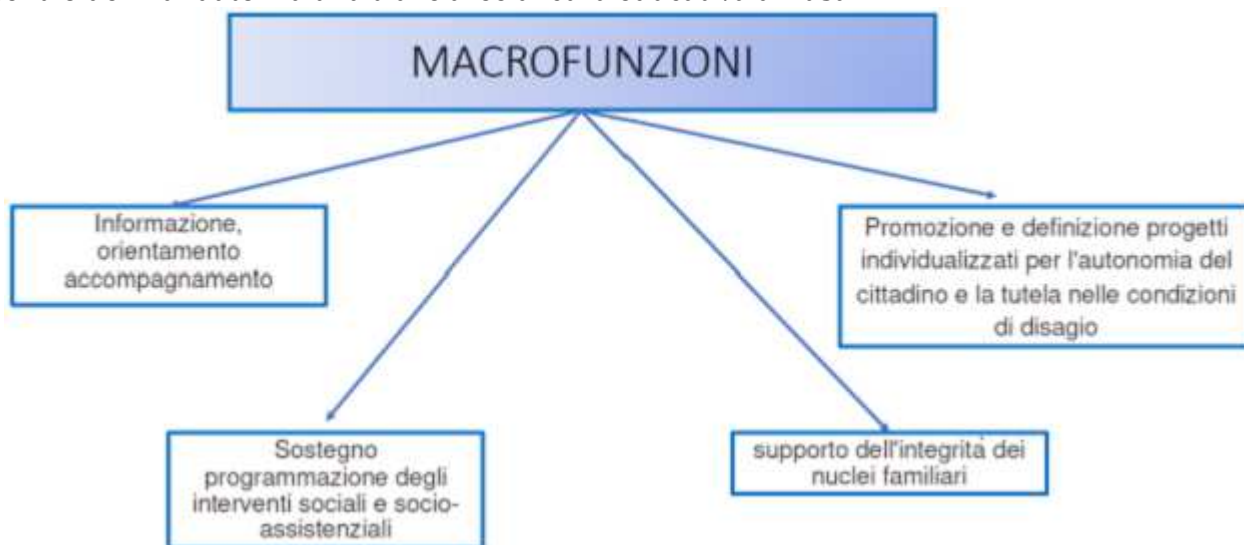 MACROFUNZIONI
Informazione,
orientamento
accompagnamento
Promozione e definizione progetti
individualizzati per l'autonomia del
cittadino e la tutela nelle condizioni
di disagio
Sostegno
programmazione degli
interventi sociali e socio-
assistenziali
supporto dell'integrità dei
nuclei familiari